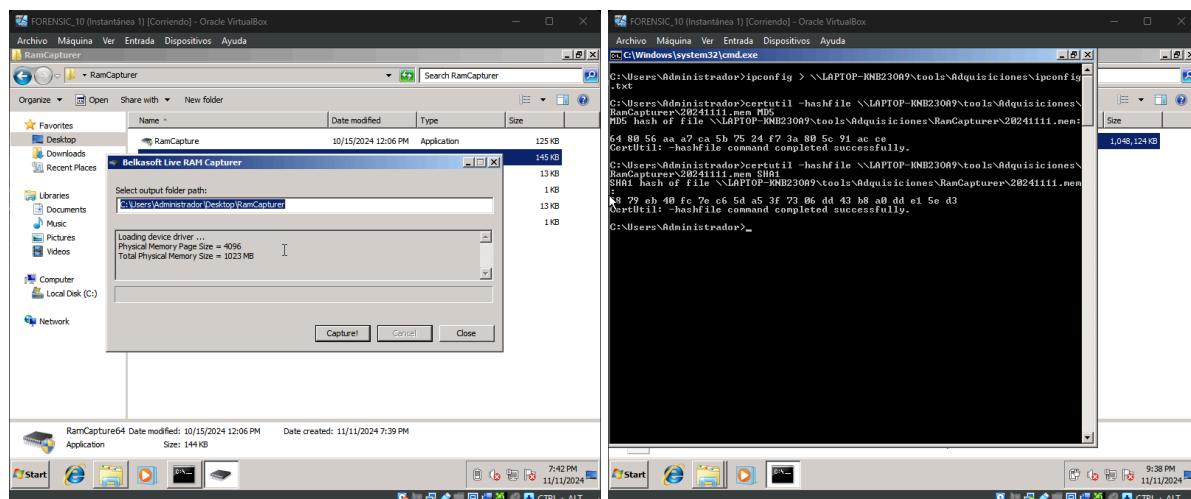 FORENSIC_10 (Instantánea 1) [Corriendo] - Oracle VirtualBox
Archivo Máquina Ver Entrada Dispositivos Ayuda
RamCapturer
RamCapturer
Search RamCapturer
Organize Open Share with New folder
Name Date modified Type Size
Favorites
Desktop
Downloads
Recent Places
Libraries
Documents
Music
Pictures
Videos
Computer
Local Disk (C:)
Network
RamCapture 10/15/2024 12:06 PM Application 125 KB
145 KB
13 KB
1 KB
13 KB
1 KB
Belkasoft Live RAM Capturer
Select output folder path:
C:\Users\Administrador\Desktop\RamCapturer
Loading device driver ...
Physical Memory Page Size = 4096
Total Physical Memory Size = 1023 MB
Capture! Cancel Close
RamCapture64 Date modified: 10/15/2024 12:06 PM Date created: 11/11/2024 7:39 PM
Application Size: 144 KB
Start
7:42 PM
11/11/2024
CTRL + ALT
FORENSIC_10 (Instantánea 1) [Corriendo] - Oracle VirtualBox
Archivo Máquina Ver Entrada Dispositivos Ayuda
C:\Windows\system32\cmd.exe
C:\Users\Administrador>ipconfig > \\LAPTOP-KNB23OA9\tools\Adquisiciones\ipconfig
.txt
C:\Users\Administrador>certutil -hashfile \\LAPTOP-KNB23OA9\tools\Adquisiciones\
RamCapturer\20241111.mem MD5
MD5 hash of file \\LAPTOP-KNB23OA9\tools\Adquisiciones\RamCapturer\20241111.mem:
64 80 56 aa a7 ca 5b 75 24 f7 3a 80 5c 91 ac ce
CertUtil: -hashfile command completed successfully.
C:\Users\Administrador>certutil -hashfile \\LAPTOP-KNB23OA9\tools\Adquisiciones\
RamCapturer\20241111.mem SHA1
SHA1 hash of file \\LAPTOP-KNB23OA9\tools\Adquisiciones\RamCapturer\20241111.mem
:
79 eb 40 fc 7e c6 5d a5 3f 73 06 dd 43 b8 a0 dd e1 5e d3
CertUtil: -hashfile command completed successfully.
C:\Users\Administrador>_
Size
1,048,124 KB
Start
9:38 PM
11/11/2024
CTRL + ALT